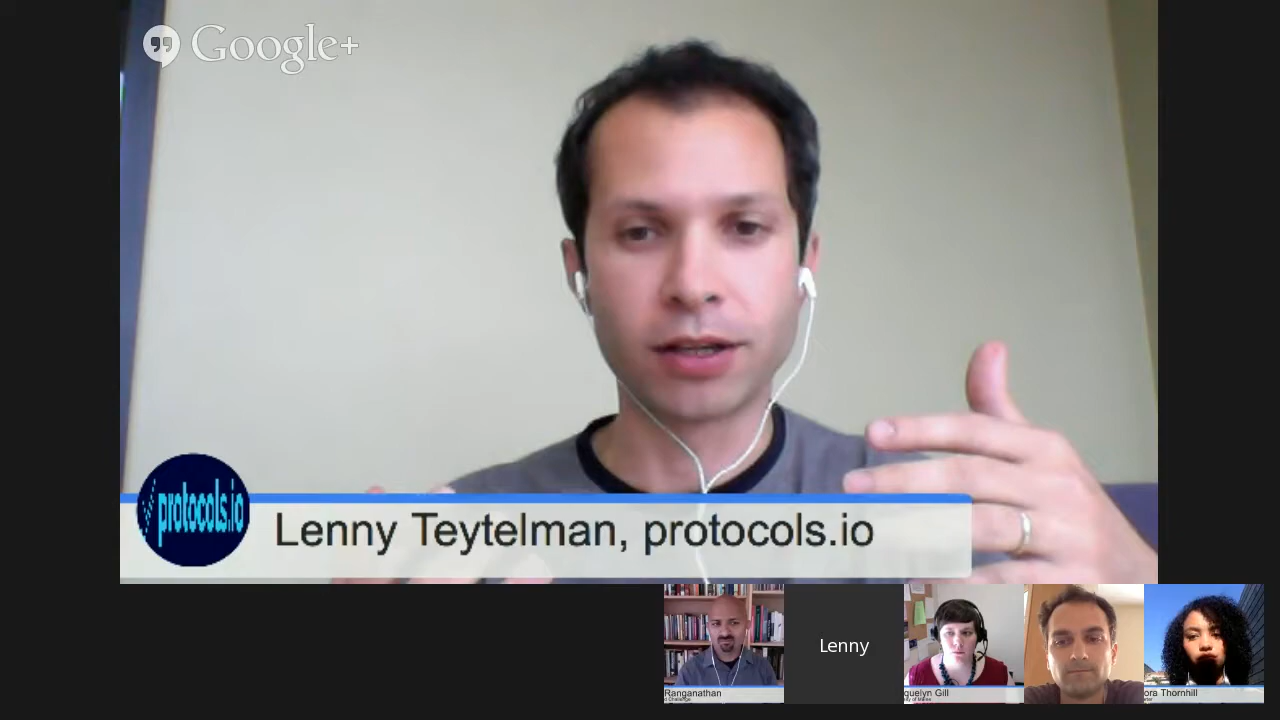 Google+
protocols.io
Lenny Teytelman, protocols.io
Lenny
Ranganathan
quelyn Gill
ora Thornhill